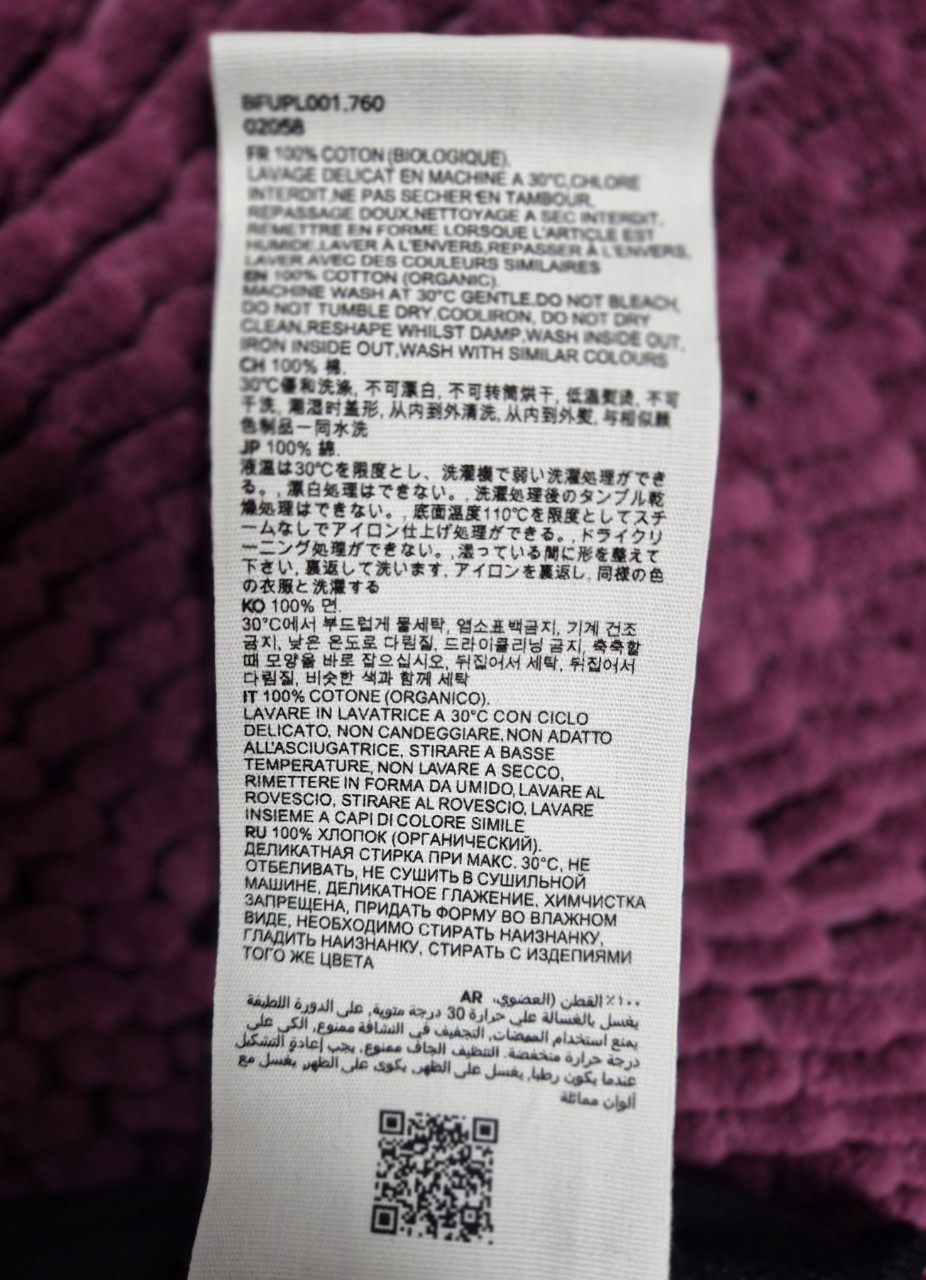 BFUPL001.760
02058
FR 100% COTON (BIOLOGIQUE).
LAVAGE DELICAT EN MACHINE A 30°C,CHLORE
INTERDIT,NE PAS SECHER EN TAMBOUR,
REPASSAGE DOUX,NETTOYAGE A SEC INTERDIT,
REMETTRE EN FORME LORSQUE L'ARTICLE EST
HUMIDE,LAVER À L'ENVERS,REPASSER À L'ENVERS,
LAVER AVEC DES COULEURS SIMILAIRES
EN 100% COTTON (ORGANIC).
MACHINE WASH AT 30°C GENTLE,DO NOT BLEACH,
DO NOT TUMBLE DRY,COOLIRON, DO NOT DRY
CLEAN,RESHAPE WHILST DAMP,WASH INSIDE OUT,
IRON INSIDE OUT,WASH WITH SIMILAR COLOURS
CH 100% 棉.
30℃優和洗涤, 不可漂白, 不可转筒烘干, 低溫熨烫, 不可
干洗, 潮湿时盖形, 从内到外清洗, 从内到外熨, 与相似颜
色制品一同水洗
JP 100% 綿.
液温は30℃を限度とし、洗濯機で弱い洗濯処理ができ
る。, 漂白処理はできない。, 洗濯処理後のタンブル乾
燥処理はできない。, 底面温度110℃を限度としてスチ
ームなしでアイロン仕上げ処理ができる。, ドライクリ
ーニング処理ができない。, 湿っている間に形を整えて
下さい, 裏返して洗います, アイロンを裏返し, 同様の色
の衣服と洗濯する
KO 100% 면.
30°C에서 부드럽게 물세탁, 염소표백금지, 기계 건조
금지, 낮은 온도로 다림질, 드라이클리닝 금지, 축축할
때 모양을 바로 잡으십시오, 뒤집어서 세탁, 뒤집어서
다림질, 비슷한 색과 함께 세탁
IT 100% COTONE (ORGANICO).
LAVARE IN LAVATRICE A 30°C CON CICLO
DELICATO, NON CANDEGGIARE, NON ADATTO
ALL'ASCIUGATRICE, STIRARE A BASSE
TEMPERATURE, NON LAVARE A SECCO,
RIMETTERE IN FORMA DA UMIDO, LAVARE AL
ROVESCIO, STIRARE AL ROVESCIO, LAVARE
INSIEME A CAPI DI COLORE SIMILE
RU 100% ХЛОПОК (ОРГАНИЧЕСКИЙ).
ДЕЛИКАТНАЯ СТИРКА ПРИ МАКС. 30°С, НЕ
ОТБЕЛИВАТЬ, НЕ СУШИТЬ В СУШИЛЬНОЙ
МАШИНЕ, ДЕЛИКАТНОЕ ГЛАЖЕНИЕ, ХИМЧИСТКА
ЗАПРЕЩЕНА, ПРИДАТЬ ФОРМУ ВО ВЛАЖНОМ
ВИДЕ, НЕОБХОДИМО СТИРАТЬ НАИЗНАНКУ,
ГЛАДИТЬ НАИЗНАНКУ, СТИРАТЬ С ИЗДЕПИЯМИ
ТОГО ЖЕ ЦВЕТА
١٠٠٪ القطن (العضوي، AR
يغسل بالغسالة علي حرارة 30 درجة متوية, على الدورة اللطيفة
يمنع استخدام المبيضات, التجفيف في النشافة ممنوع, الكى على
درجة حرارة منخفضة. التنظيف الجاف ممنوع, يجب إعادة التشكيل
عندما يكون رطبا, يغسل على الظهر, يكوى على الظهر, يغسل مع
ألوان مماثلة